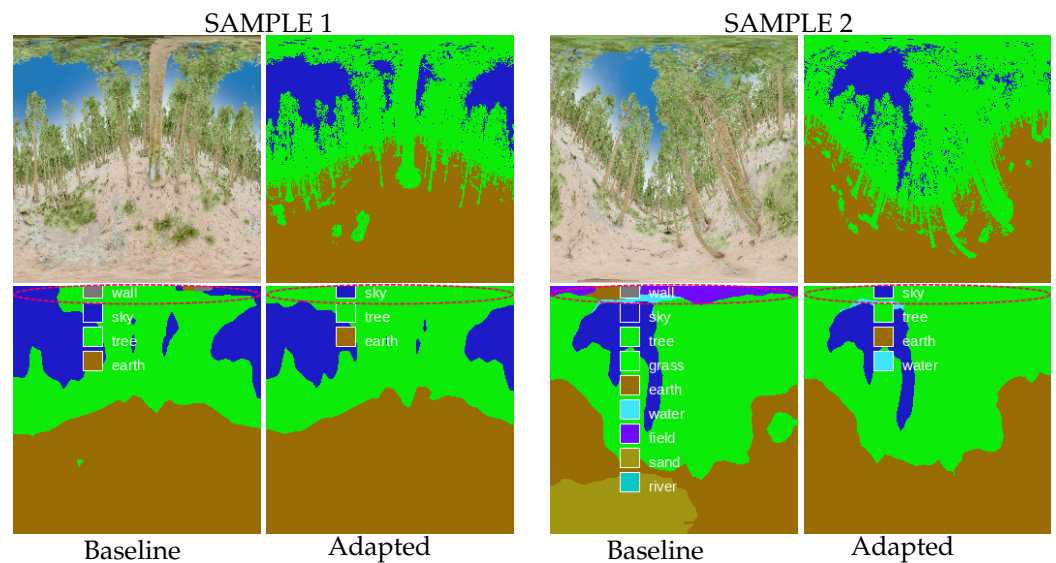 SAMPLE 1
SAMPLE 2
wall
sky
tree
earth
sky
tree
earth
wall
sky
tree
grass
earth
water
field
sand
river
sky
tree
earth
water
Baseline
Adapted
Baseline
Adapted